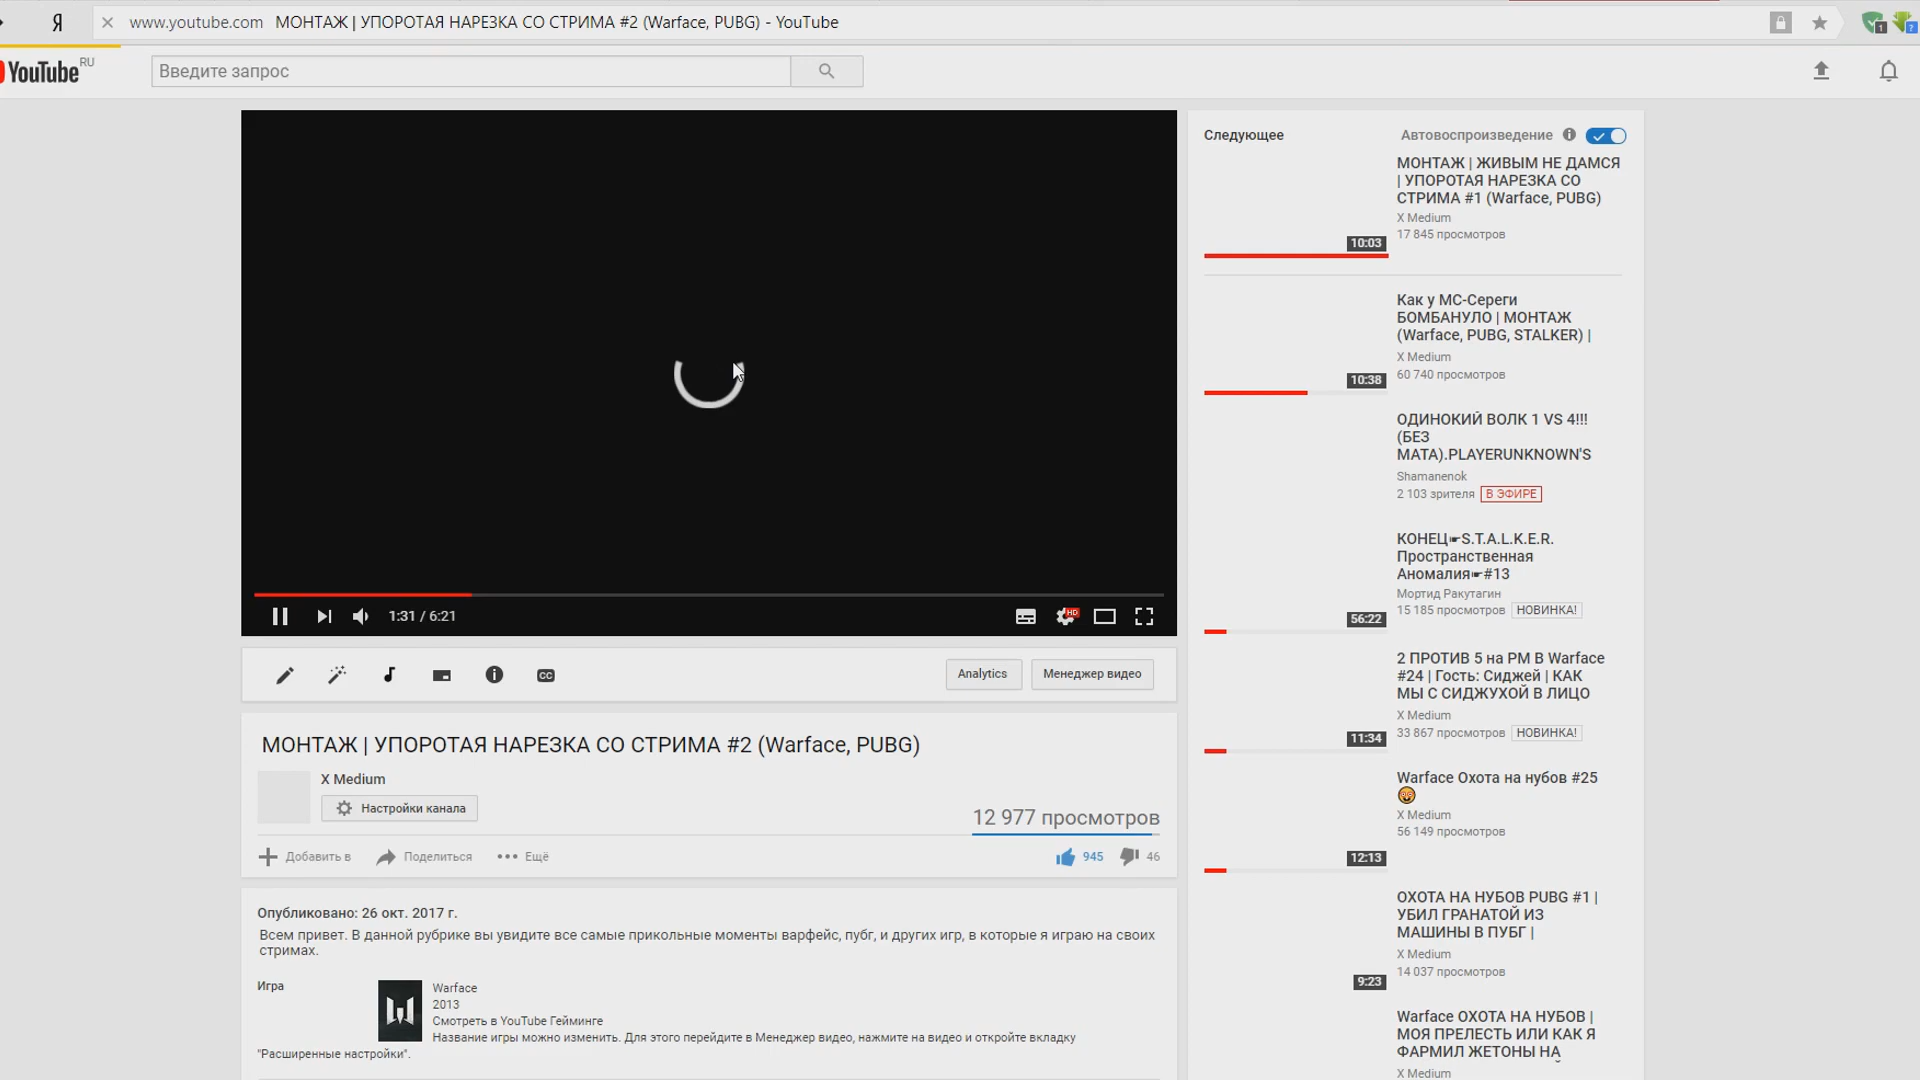 Я
www.youtube.com МОНТАЖ | УПОРОТАЯ НАРЕЗКА СО СТРИМА #2 (Warface, PUBG) - YouTube
1
?
YouTube RU
Введите запрос
Следующее
Автовоспроизведение
МОНТАЖ | ЖИВЫМ НЕ ДАМСЯ
| УПОРОТАЯ НАРЕЗКА СО
СТРИМА #1 (Warface, PUBG)
X Medium
17 845 просмотров
10:03
Как у МС-Сереги
БОМБАНУЛО | МОНТАЖ
(Warface, PUBG, STALKER) |
X Medium
60 740 просмотров
10:38
ОДИНОКИЙ ВОЛК 1 VS 4!!!
(БЕЗ
МАТА).PLAYERUNKNOWN'S
Shamanenok
2 103 зрителя В ЭФИРЕ
КОНЕЦ☛S.T.A.L.K.E.R.
Пространственная
Аномалия☛#13
Мортид Ракутагин
15 185 просмотров НОВИНКА!
56:22
2 ПРОТИВ 5 на РМ В Warface
#24 | Гость: Сиджей | КАК
МЫ С СИДЖУХОЙ В ЛИЦО
X Medium
33 867 просмотров НОВИНКА!
11:34
Warface Охота на нубов #25
X Medium
56 149 просмотров
12:13
ОХОТА НА НУБОВ PUBG #1 |
УБИЛ ГРАНАТОЙ ИЗ
МАШИНЫ В ПУБГ |
X Medium
14 037 просмотров
9:23
Warface ОХОТА НА НУБОВ |
МОЯ ПРЕЛЕСТЬ ИЛИ КАК Я
ФАРМИЛ ЖЕТОНЫ НА
X Medium
1:31 / 6:21
HD
CC
Analytics
Менеджер видео
МОНТАЖ | УПОРОТАЯ НАРЕЗКА СО СТРИМА #2 (Warface, PUBG)
X Medium
Настройки канала
12 977 просмотров
Добавить в
Поделиться
Ещё
945
46
Опубликовано: 26 окт. 2017 г.
Всем привет. В данной рубрике вы увидите все самые прикольные моменты варфейс, пубг, и других игр, в которые я играю на своих
стримах.
Игра
Warface
2013
Смотреть в YouTube Гейминге
Название игры можно изменить. Для этого перейдите в Менеджер видео, нажмите на видео и откройте вкладку
"Расширенные настройки".